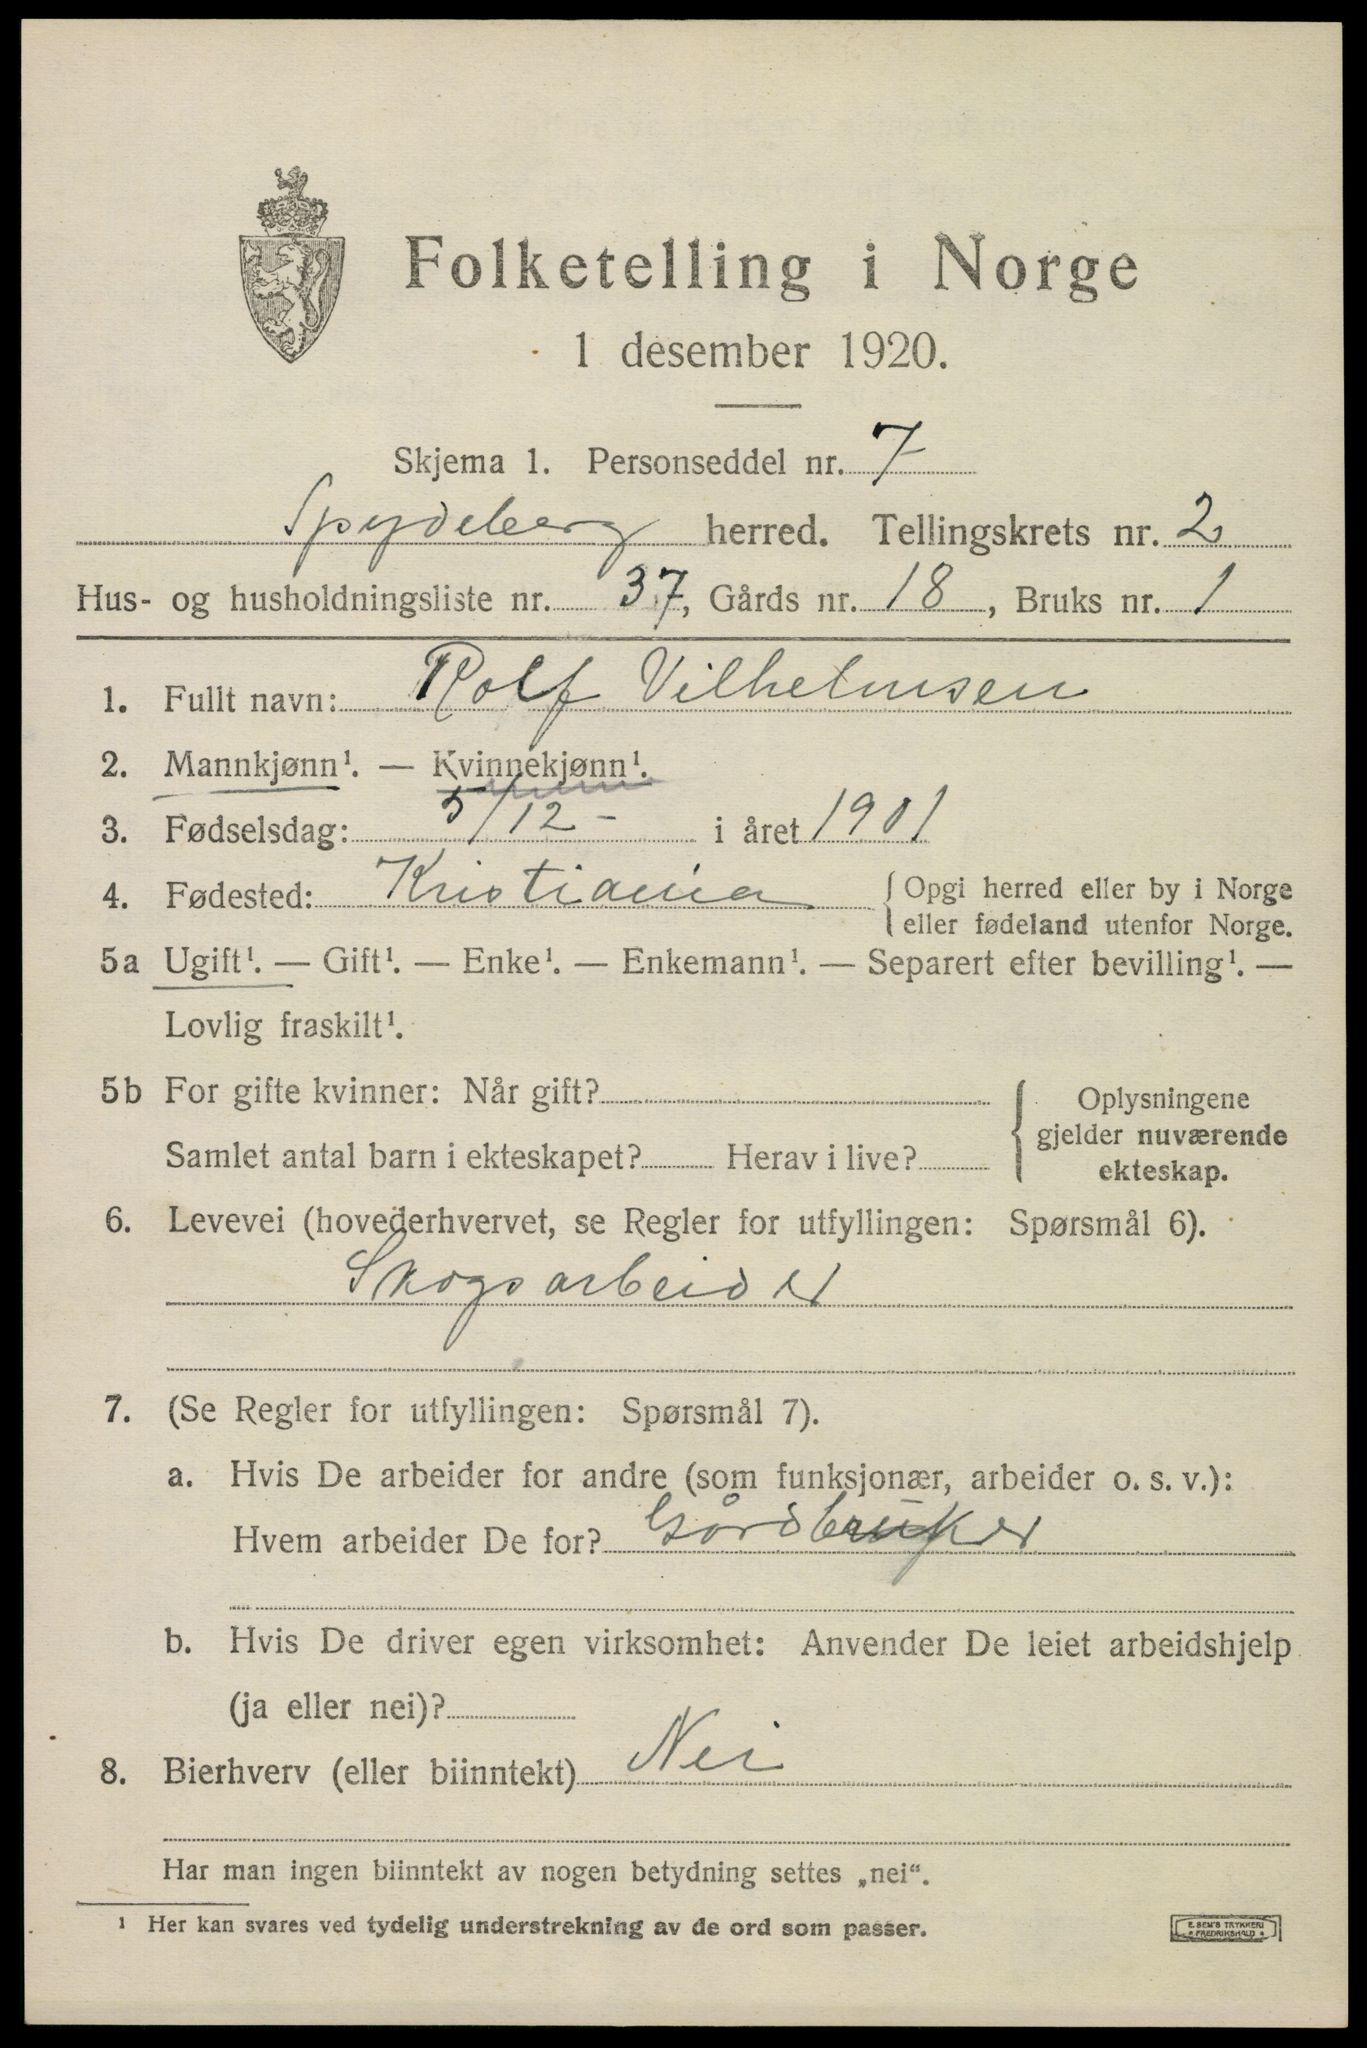 Folketelling i Norge
1 desember 1920.
Skjema 1. Personseddel nr. 7
Spydeberg herred. Tellingskrets nr. 2
Hus- og husholdningsliste nr. 37, Gårds nr. 18, Bruks nr. 1
1. Fullt navn: Rolf Vilhelmsen
2. Mannkjønn¹. — Kvinnekjønn¹.
3. Fødselsdag: 5/12 - i året 1901
4. Fødested: Kristiania { Opgi herred eller by i Norge
eller fødeland utenfor Norge.
5a Ugift¹. — Gift¹. — Enke¹. — Enkemann¹. — Separert efter bevilling¹. —
Lovlig fraskilt¹.
5b For gifte kvinner: Når gift? { Oplysningene
gjelder nuværende
Samlet antal barn i ekteskapet? Herav i live?
ekteskap.
6. Levevei (hovederhvervet, se Regler for utfyllingen: Spørsmål 6).
Skogsarbeider
7. (Se Regler for utfyllingen: Spørsmål 7).
a. Hvis De arbeider for andre (som funksjonær, arbeider o. s. v.):
Hvem arbeider De for? Gårdbruker
b. Hvis De driver egen virksomhet: Anvender De leiet arbeidshjelp
(ja eller nei)?
8. Bierhverv (eller biinntekt) Nei
Har man ingen biinntekt av nogen betydning settes „nei“.
¹ Her kan svares ved tydelig understrekning av de ord som passer.
E. SEM'S TRYKKERI
FREDRIKSHALD